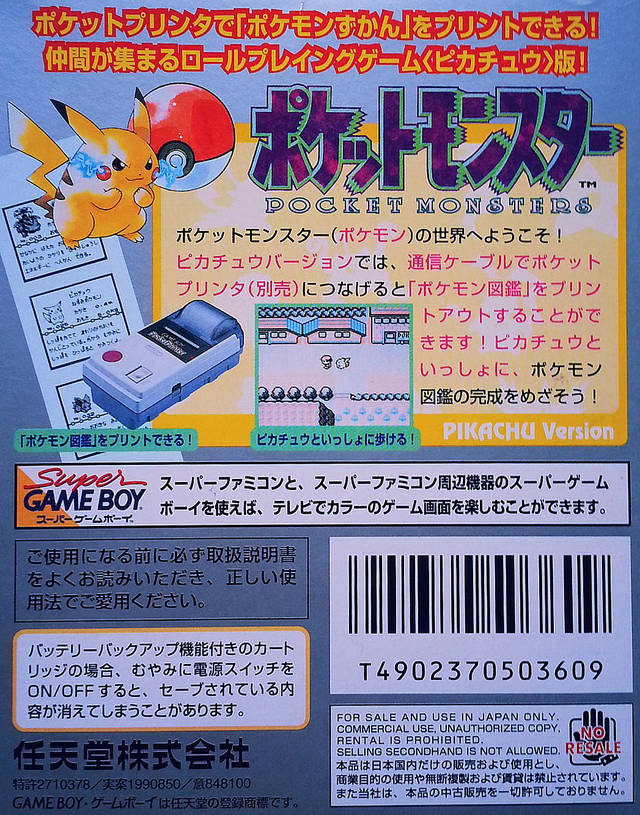 ポケットプリンタで「ポケモンずかん」をプリントできる!
仲間が集まるロールプレイングゲーム〈ピカチュウ〉版!
ポケットモンスター™
POCKET MONSTERS
ポケットモンスター(ポケモン)の世界へようこそ!
ピカチュウバージョンでは、通信ケーブルでポケット
プリンタ(別売)につなげると「ポケモン図鑑」をプリン
トアウトすることがで
きます!ピカチュウと
いっしょに、ポケモン
図鑑の完成をめざそう!
「ポケモン図鑑」をプリントできる!
ピカチュウといっしょに歩ける!
PIKACHU Version
Super
GAME BOY
スーパーゲームボーイ
スーパーファミコンと、スーパーファミコン周辺機器のスーパーゲーム
ボーイを使えば、テレビでカラーのゲーム画面を楽しむことができます。
ご使用になる前に必ず取扱説明書
をよくお読みいただき、正しい使
用法でご愛用ください。
バッテリーバックアップ機能付きのカート
リッジの場合、むやみに電源スイッチを
ON/OFFすると、セーブされている内
容が消えてしまうことがあります。
T4902370503609
任天堂株式会社
特許2710378/実案1990850/意848100
GAME BOY・ゲームボーイは任天堂の登録商標です。
FOR SALE AND USE IN JAPAN ONLY.
COMMERCIAL USE, UNAUTHORIZED COPY,
RENTAL IS PROHIBITED.
SELLING SECONDHAND IS NOT ALLOWED.
本品は日本国内だけの販売および使用とし、
商業目的の使用や無断複製および賃貸は禁止されています。
また当社は、本品の中古販売を一切許可しておりません。
NO
RESALE